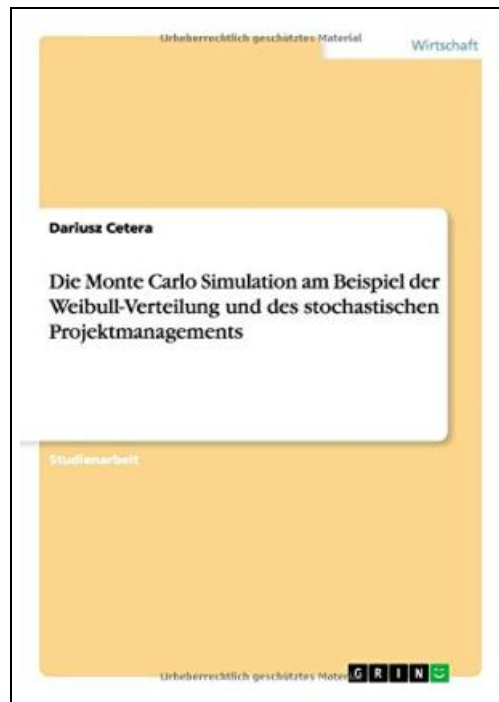 Urheberrechtlich geschütztes Material
Wirtschaft
Dariusz Cetera
Die Monte Carlo Simulation am Beispiel der
Weibull-Verteilung und des stochastischen
Projektmanagements
Studienarbeit
Urheberrechtlich geschütztes Mater
G R I N